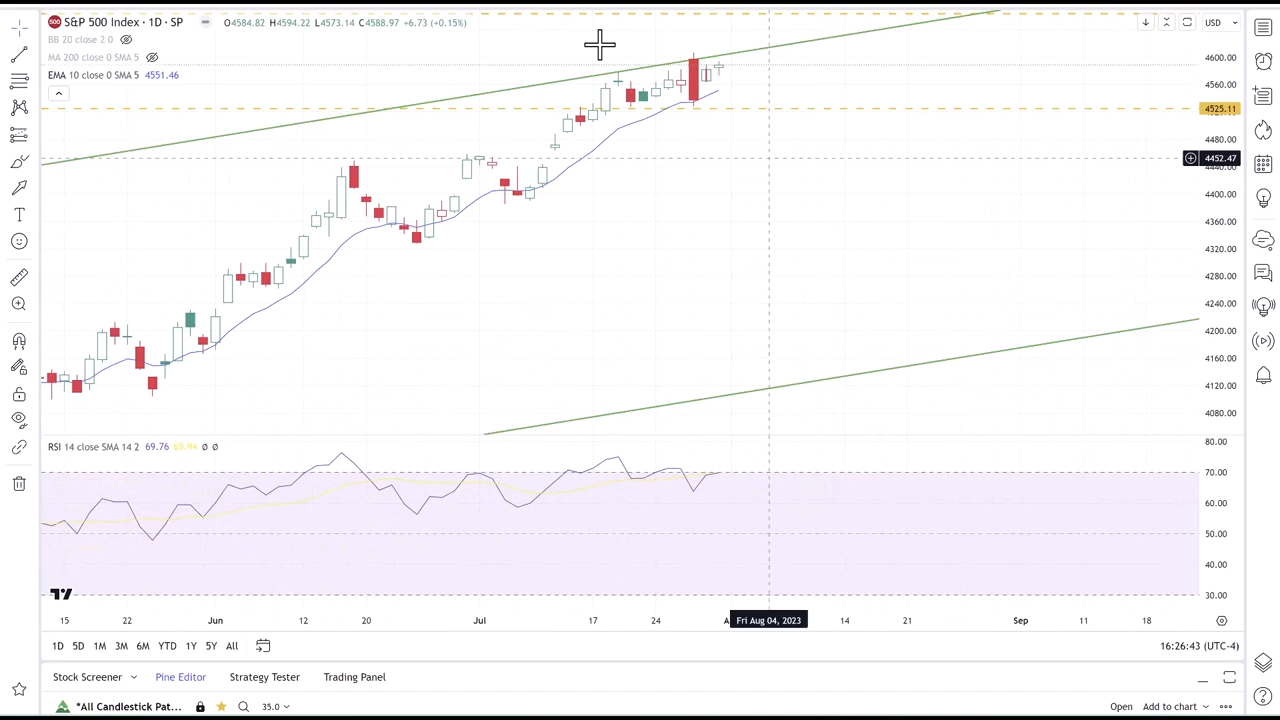 500 S&P 500 Index · 1D · SP O4584.82 H4594.22 L4573.14 C4588.97 +6.73 (+0.15%)
BB 20 close 2 0
MA 200 close 0 SMA 5
EMA 10 close 0 SMA 5 4551.46
USD
4600.00
4560.00
4525.11
4480.00
4452.47
4440.00
4400.00
4360.00
4320.00
4280.00
4240.00
4200.00
4160.00
4120.00
4080.00
RSI 14 close SMA 14 2 69.76 69.94 Ø Ø
80.00
70.00
60.00
50.00
40.00
30.00
15 22 Jun 12 20 Jul 17 24 A Fri Aug 04, 2023 14 21 Sep 11 18
1D 5D 1M 3M 6M YTD 1Y 5Y All 16:26:43 (UTC-4)
Stock Screener Pine Editor Strategy Tester Trading Panel
*All Candlestick Pat... 35.0 Open Add to chart